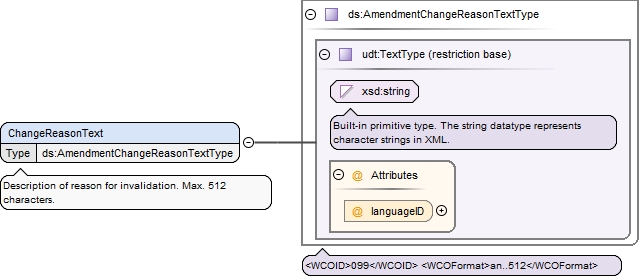 ds:AmendmentChangeReasonTextType
udt:TextType (restriction base)
xsd:string
Built-in primitive type. The string datatype represents
character strings in XML.
ChangeReasonText
Type ds:AmendmentChangeReasonTextType
Description of reason for invalidation. Max. 512
characters.
@ Attributes
@ languageID
<WCOID>099</WCOID> <WCOFormat>an..512</WCOFormat>